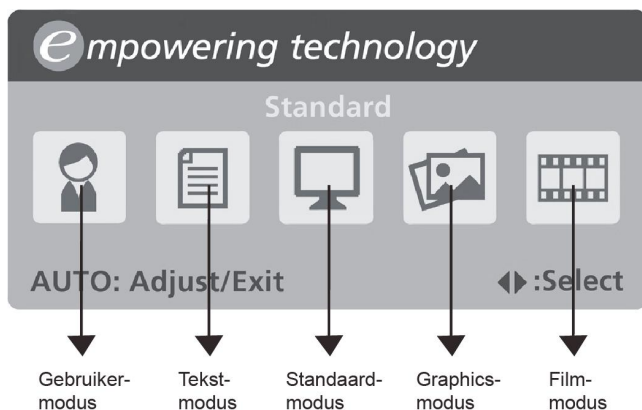 empowering technology
Standard
AUTO: Adjust/Exit
:Select
Gebruiker-
modus
Tekst-
modus
Standaard-
modus
Graphics-
modus
Film-
modus